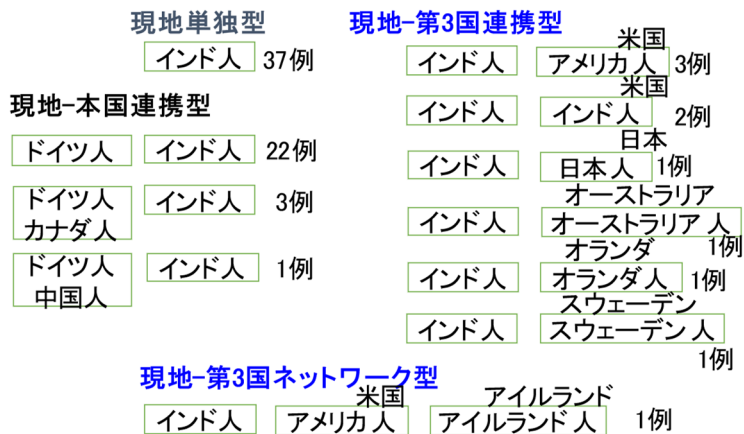 現地単独型
インド人 37例
現地-本国連携型
ドイツ人 インド人 22例
ドイツ人 インド人 3例
カナダ人
ドイツ人 インド人 1例
中国人
現地-第3国連携型
米国
インド人 アメリカ人 3例
米国
インド人 インド人 2例
日本
インド人 日本人 1例
オーストラリア
インド人 オーストラリア人
1例
オランダ
インド人 オランダ人 1例
スウェーデン
インド人 スウェーデン人
1例
現地-第3国ネットワーク型
米国 アイルランド
インド人 アメリカ人 アイルランド人 1例